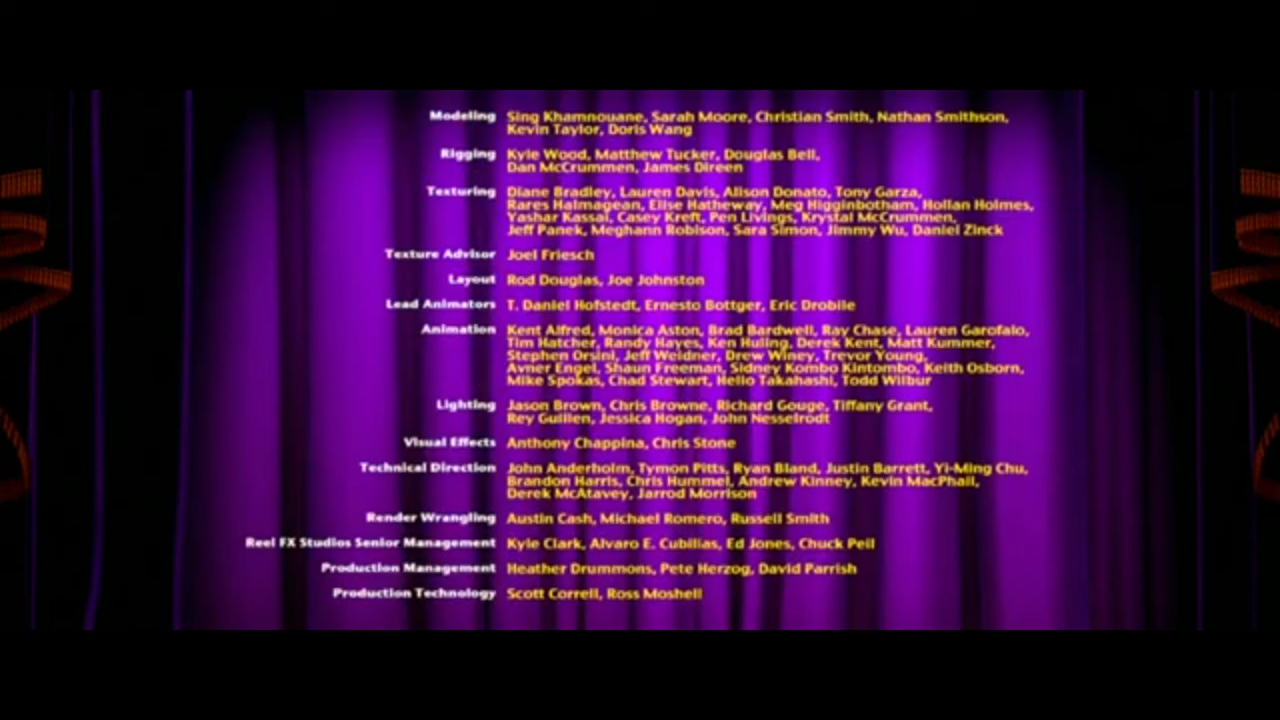 Modeling Sing Khamnouane, Sarah Moore, Christian Smith, Nathan Smithson,
Kevin Taylor, Doris Wang
Rigging Kyle Wood, Matthew Tucker, Douglas Bell,
Dan McCrummen, James Direen
Texturing Diane Bradley, Lauren Davis, Alison Donato, Tony Garza,
Rares Halmagean, Elise Hatheway, Meg Higginbotham, Hollan Holmes,
Yashar Kassai, Casey Kreft, Pen Livings, Krystal McCrummen,
Jeff Panek, Meghann Robison, Sara Simon, Jimmy Wu, Daniel Zinck
Texture Advisor Joel Friesch
Layout Rod Douglas, Joe Johnston
Lead Animators T. Daniel Hofstedt, Ernesto Bottger, Eric Drobile
Animation Kent Alfred, Monica Aston, Brad Bardwell, Ray Chase, Lauren Garofalo,
Tim Hatcher, Randy Hayes, Ken Huling, Derek Kent, Matt Kummer,
Stephen Orsini, Jeff Weidner, Drew Winey, Trevor Young,
Avner Engel, Shaun Freeman, Sidney Kombo Kintombo, Keith Osborn,
Mike Spokas, Chad Stewart, Hello Takahashi, Todd Wilbur
Lighting Jason Brown, Chris Browne, Richard Gouge, Tiffany Grant,
Rey Guillen, Jessica Hogan, John Nesselrodt
Visual Effects Anthony Chappina, Chris Stone
Technical Direction John Anderholm, Tymon Pitts, Ryan Bland, Justin Barrett, Yi-Ming Chu,
Brandon Harris, Chris Hummel, Andrew Kinney, Kevin MacPhail,
Derek McAtavey, Jarrod Morrison
Render Wrangling Austin Cash, Michael Romero, Russell Smith
Reel FX Studios Senior Management Kyle Clark, Alvaro E. Cubillas, Ed Jones, Chuck Peil
Production Management Heather Drummons, Pete Herzog, David Parrish
Production Technology Scott Correll, Ross Moshell